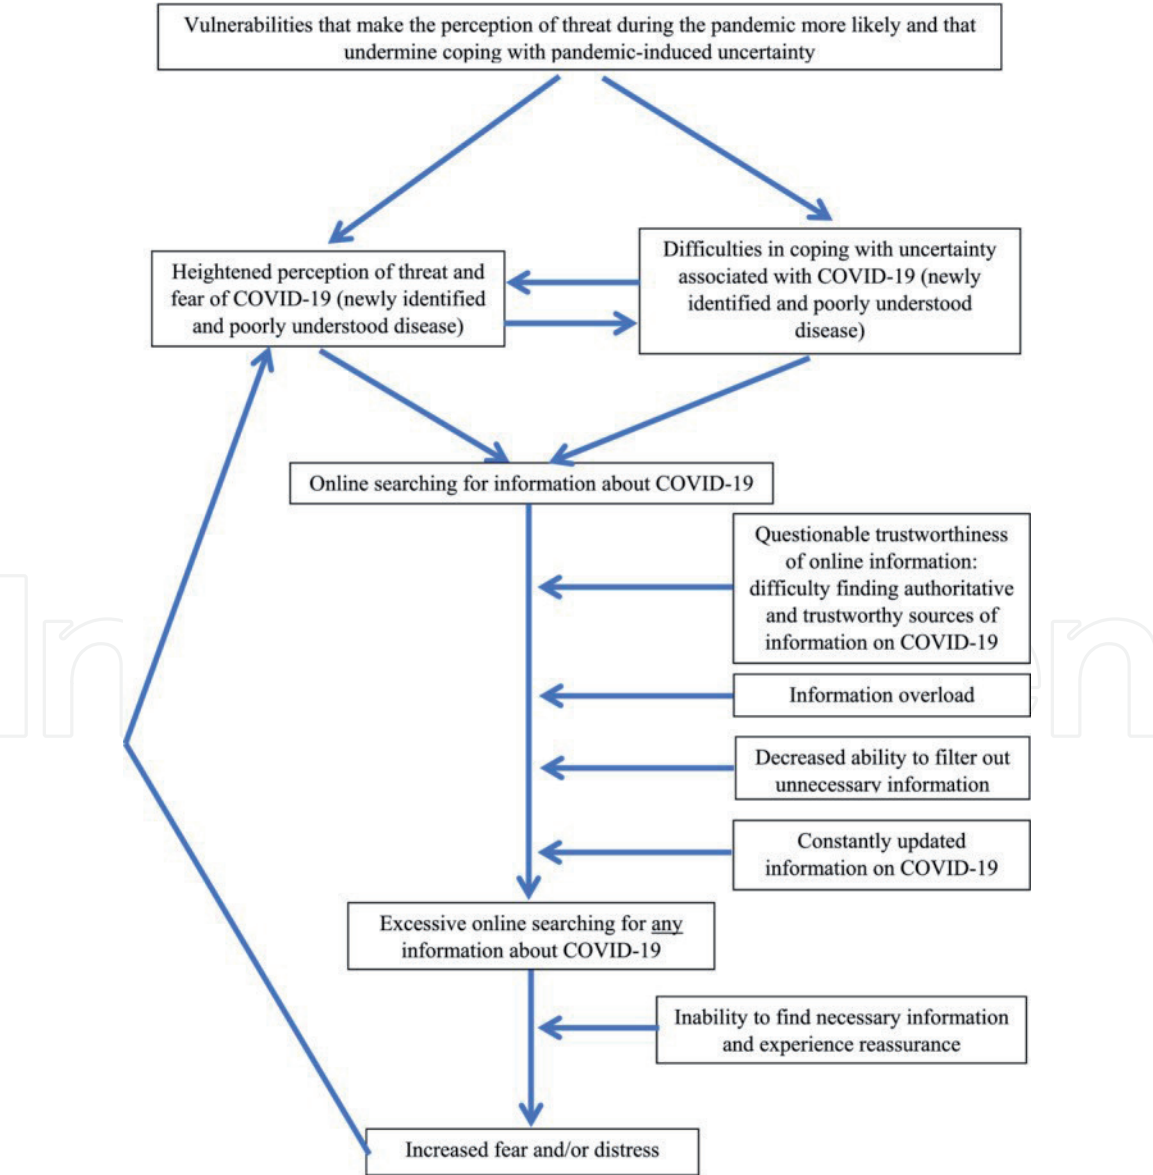 Vulnerabilities that make the perception of threat during the pandemic more likely and that
undermine coping with pandemic-induced uncertainty
Heightened perception of threat and
fear of COVID-19 (newly identified
and poorly understood disease)
Difficulties in coping with uncertainty
associated with COVID-19 (newly
identified and poorly understood
disease)
Online searching for information about COVID-19
Questionable trustworthiness
of online information:
difficulty finding authoritative
and trustworthy sources of
information on COVID-19
Information overload
Decreased ability to filter out
unnecessary information
Constantly updated
information on COVID-19
Excessive online searching for any
information about COVID-19
Inability to find necessary information
and experience reassurance
Increased fear and/or distress